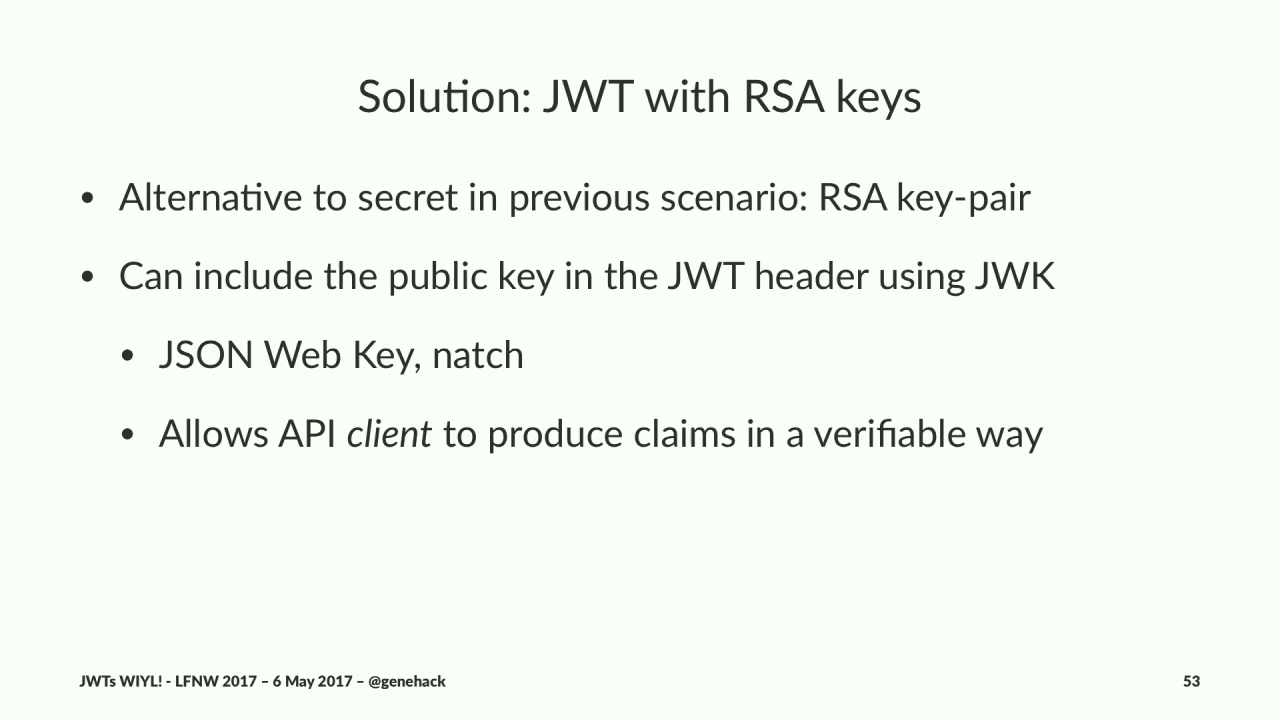 Solution: JWT with RSA keys
• Alternative to secret in previous scenario: RSA key-pair
• Can include the public key in the JWT header using JWK
• JSON Web Key, natch
• Allows API client to produce claims in a verifiable way
JWTs WIYL! - LFNW 2017 – 6 May 2017 – @genehack
53